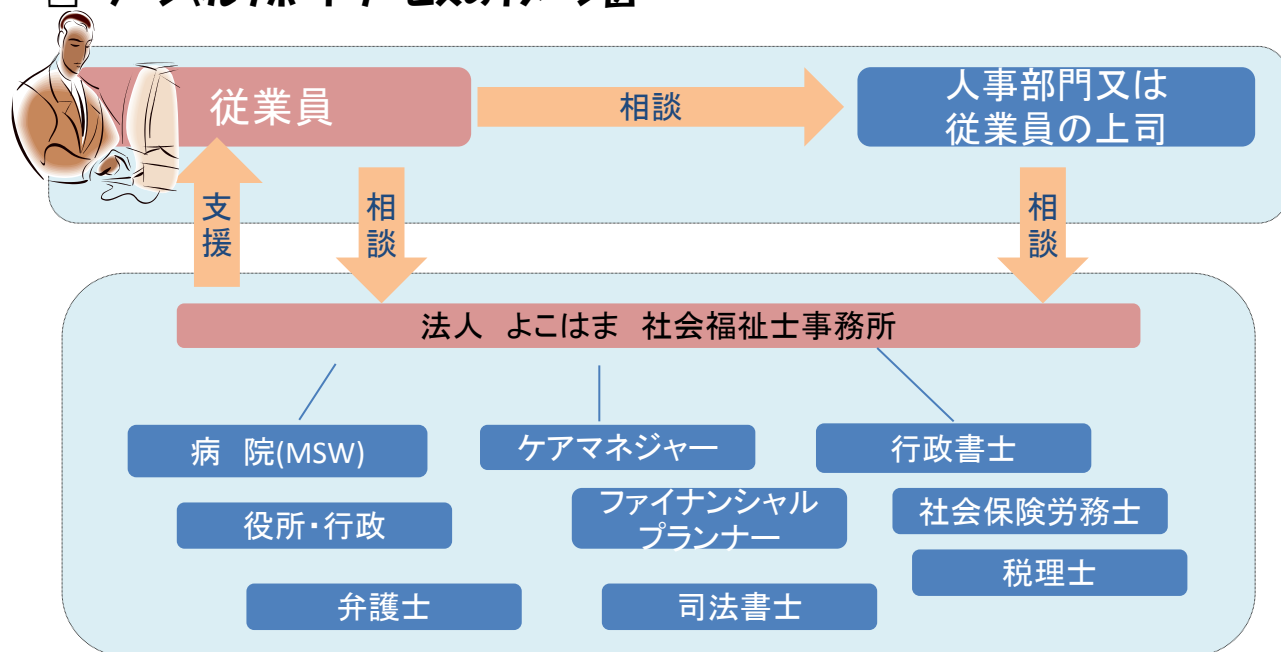 従業員
相談
人事部門又は
従業員の上司
支援
相談
相談
法人 よこはま 社会福祉士事務所
病 院(MSW)
ケアマネジャー
行政書士
役所・行政
ファイナンシャル
プランナー
社会保険労務士
税理士
弁護士
司法書士